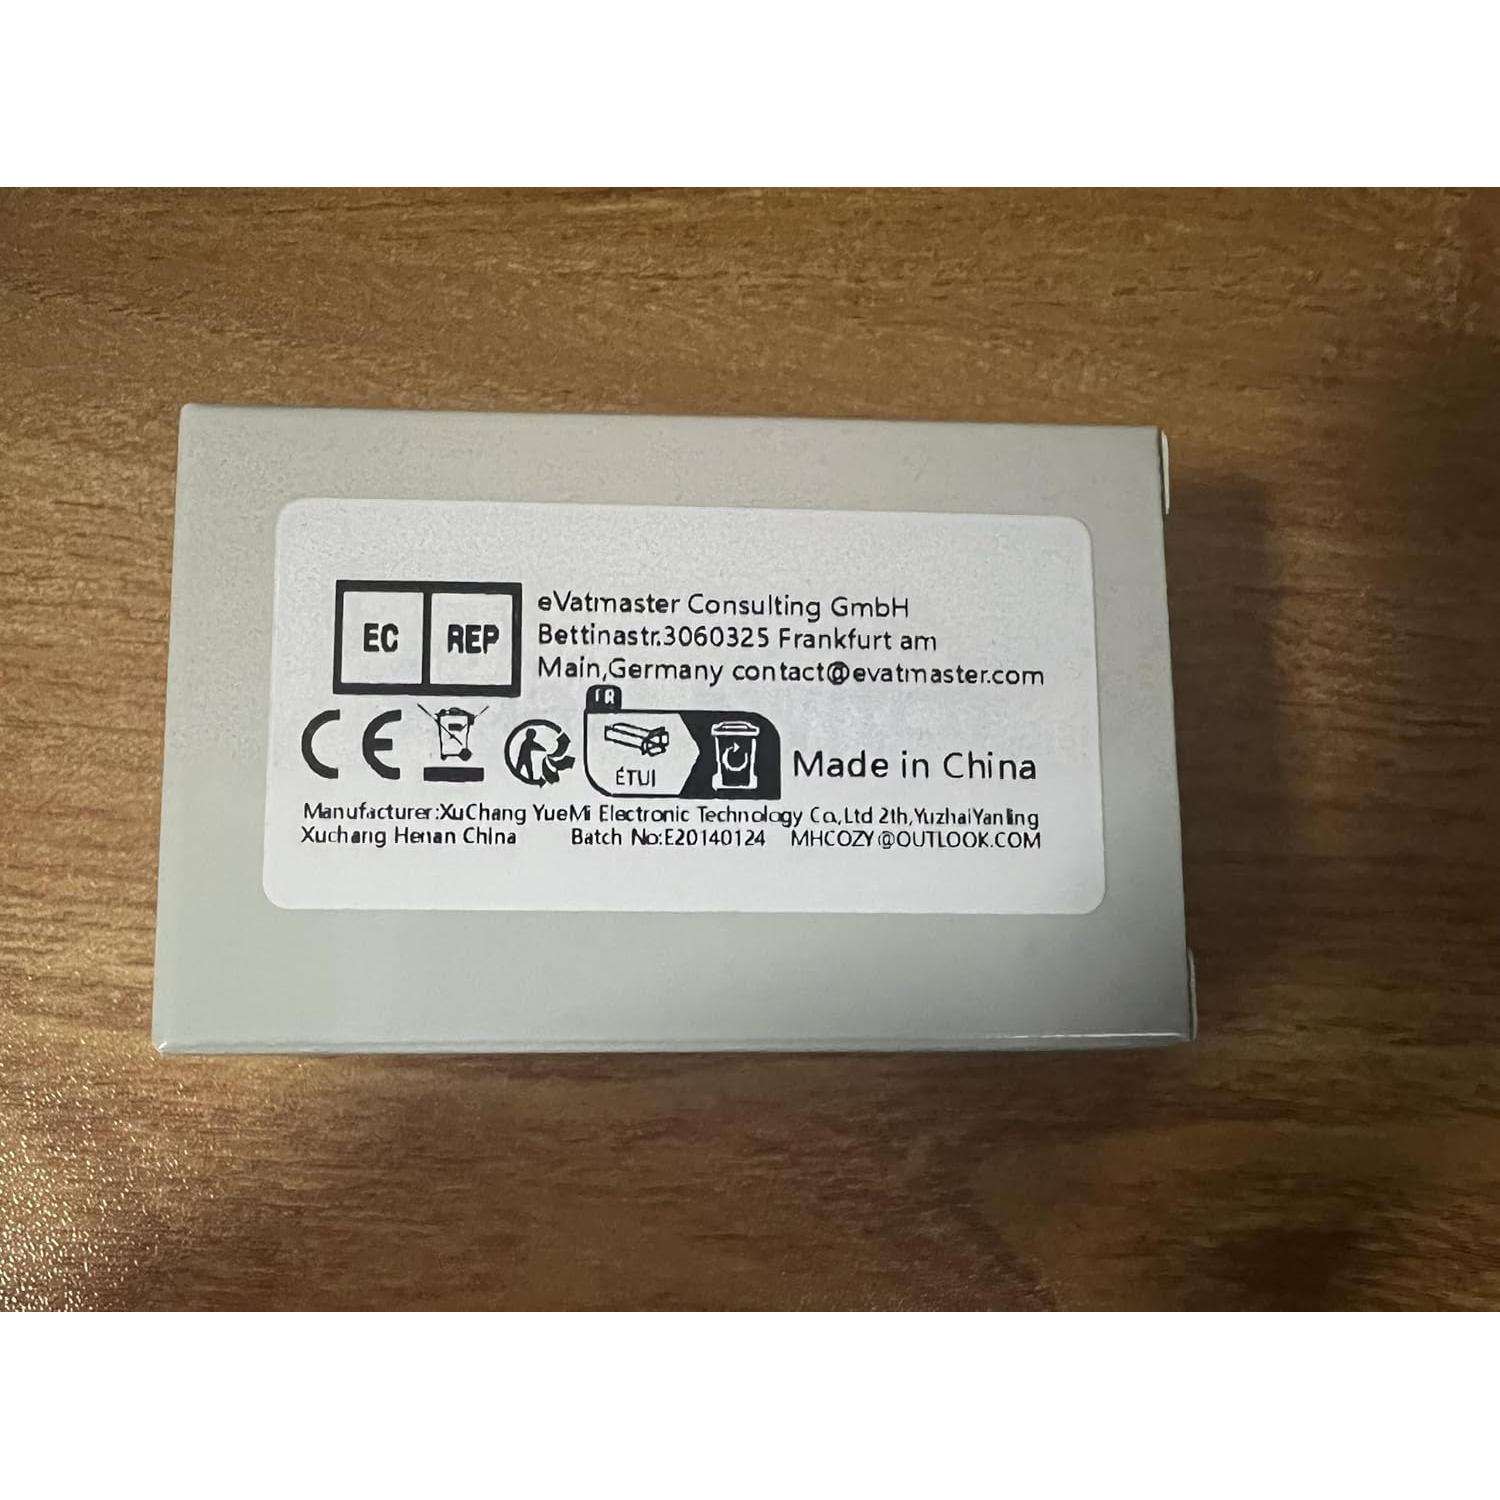 EC REP
eVatmaster Consulting GmbH
Bettinastr.3060325 Frankfurt am
Main,Germany contact@evatmaster.com
FR
CE
ÉTUI
Made in China
Manufacturer:XuChang YueMi Electronic Technology Co,Ltd 2th,YuzhaiYanling
Xuchang Henan China Batch No:E20140124 MHCOZY@OUTLOOK.COM